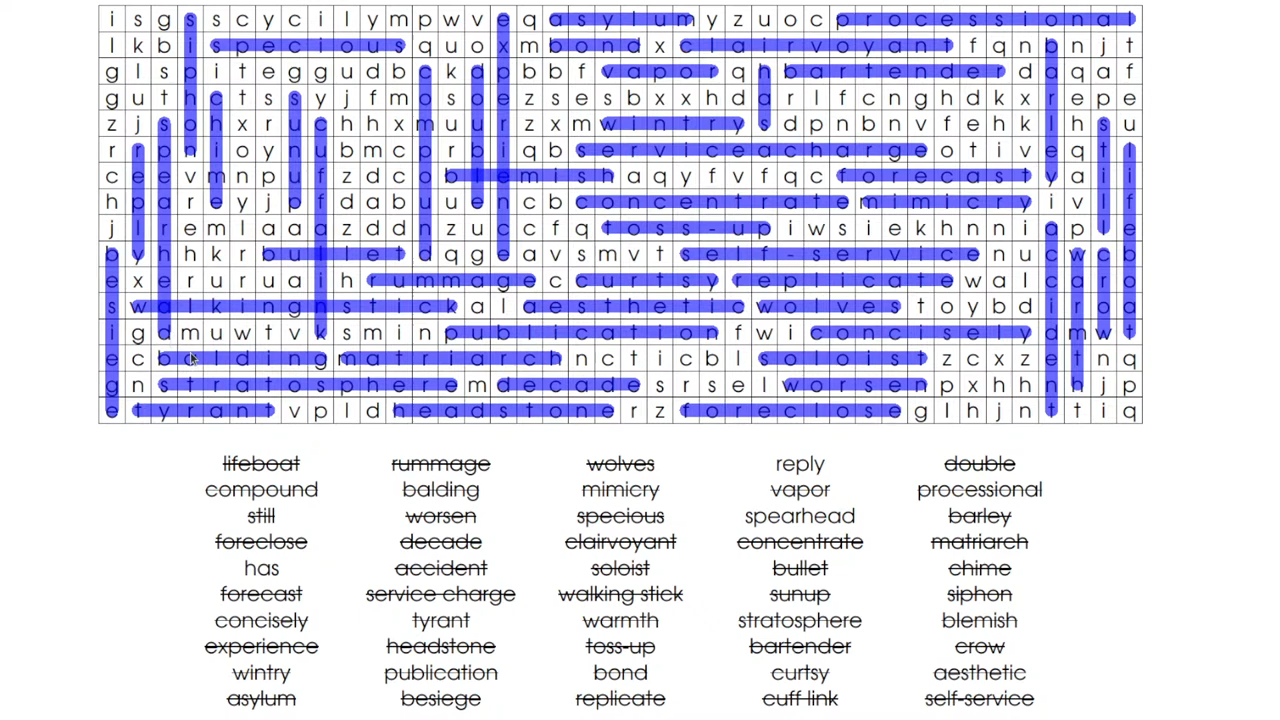 i s g s s c y c i l y m p w v e q a s y l u m y z u o c p r o c e s s i o n a l
l k b i s p e c i o u s q u o x m b o n d x c l a i r v o y a n t f q n b n j t
g l s p i t e g g u d b c k d p b b f v a p o r q h b a r t e n d e r d a q a f
g u t h c t s s y j f m o s o e z s e s b x x h d a r l f c n g h d k x r e p e
z j s o h x r u c h h x m u u r z x m w i n t r y s d p n b n v f e h k l h s u
r r p n i o y n u b m c p r b i q b s e r v i c e a c h a r g e o t i v e q t l
c e e v m n p u f z d c o b l e m i s h a q y f v f q c f o r e c a s t y a i i
h p a r e y j p f d a b u u e n c b c o n c e n t r a t e m i m i c r y i v l f
j l r e m l a a a z d d n z u c c f q t o s s - u p i w s i e k h n n i a p l e
b y h h k r b u l l e t d q g e a v s m v t s e l f - s e r v i c e n u c w c b
e x e r u r u a i h r u m m a g e c c u r t s y r e p l i c a t e w a l c a r o
s w a l k i n g n s t i c k a l a e s t h e t i c w o l v e s t o y b d i r o a
i g d m u w t v k s m i n p u b l i c a t i o n f w i c o n c i s e l y d m w t
e c b a l d i n g m a t r i a r c h n c t i c b l s o l o i s t z c x z e t n q
g n s t r a t o s p h e r e m d e c a d e s r s e l w o r s e n p x h h n h j p
e t y r a n t v p l d h e a d s t o n e r z f o r e c l o s e g l h j n t t i q
lifeboat rummage wolves reply double
compound balding mimicry vapor processional
still worsen specious spearhead barley
foreclose decade clairvoyant concentrate matriarch
has accident soloist bullet chime
forecast service charge walking stick sunup siphon
concisely tyrant warmth stratosphere blemish
experience headstone toss-up bartender crow
wintry publication bond curtsy aesthetic
asylum besiege replicate cuff link self-service